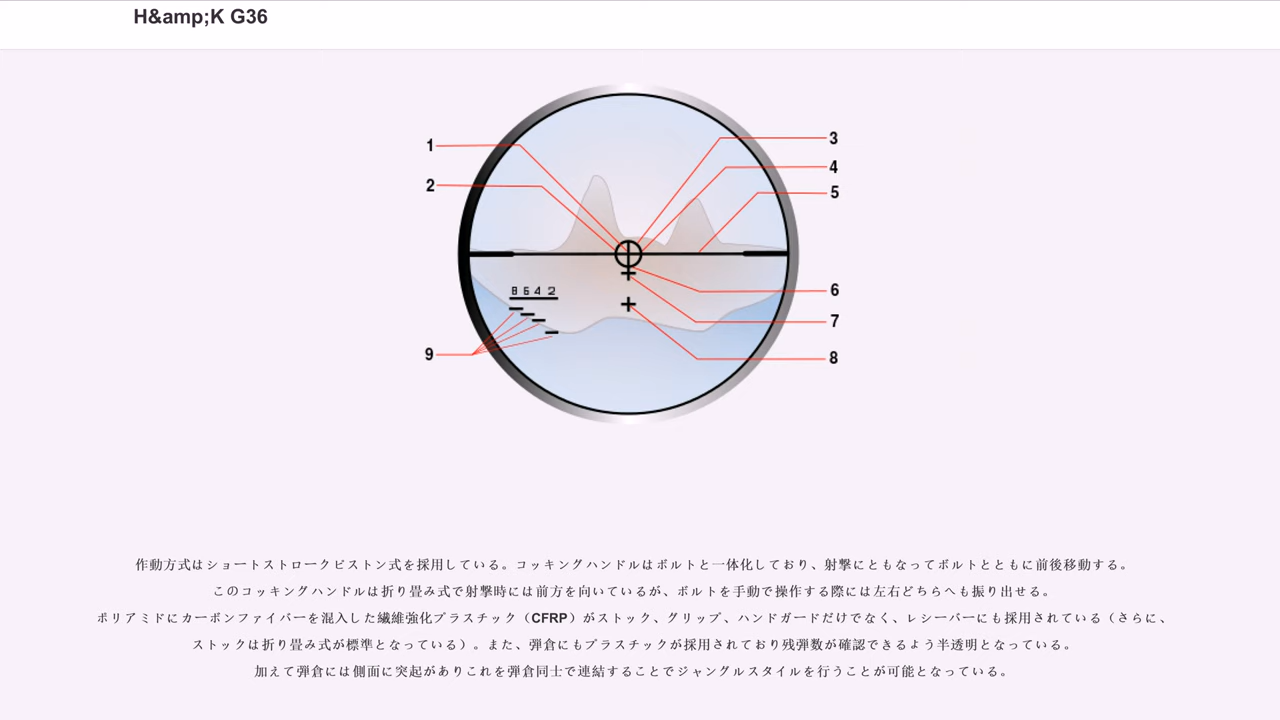 H&amp;K G36
1
2
3
4
5
8 6 4 2
6
7
8
9
作動方式はショートストロークピストン式を採用している。コッキングハンドルはボルトと一体化しており、射撃にともなってボルトとともに前後移動する。
このコッキングハンドルは折り畳み式で射撃時には前方を向いているが、ボルトを手動で操作する際には左右どちらへも振り出せる。
ポリアミドにカーボンファイバーを混入した繊維強化プラスチック（CFRP）がストック、グリップ、ハンドガードだけでなく、レシーバーにも採用されている（さらに、
ストックは折り畳み式が標準となっている）。また、弾倉にもプラスチックが採用されており残弾数が確認できるよう半透明となっている。
加えて弾倉には側面に突起がありこれを弾倉同士で連結することでジャングルスタイルを行うことが可能となっている。